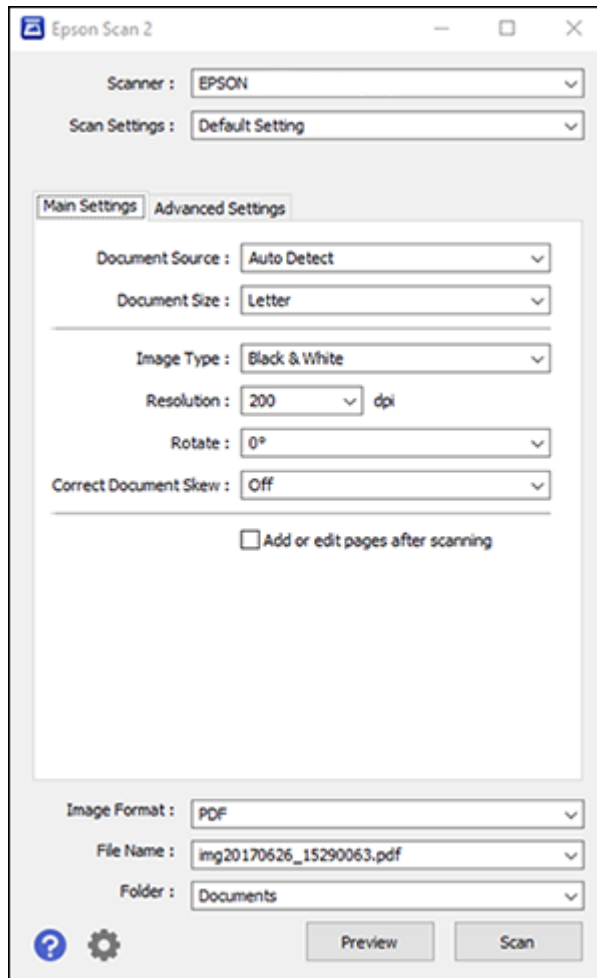 Epson Scan 2
Scanner : EPSON
Scan Settings : Default Setting
Main Settings Advanced Settings
Document Source : Auto Detect
Document Size : Letter
Image Type : Black & White
Resolution : 200 dpi
Rotate : 0°
Correct Document Skew : Off
Add or edit pages after scanning
Image Format : PDF
File Name : img20170626_15290063.pdf
Folder : Documents
? Preview Scan